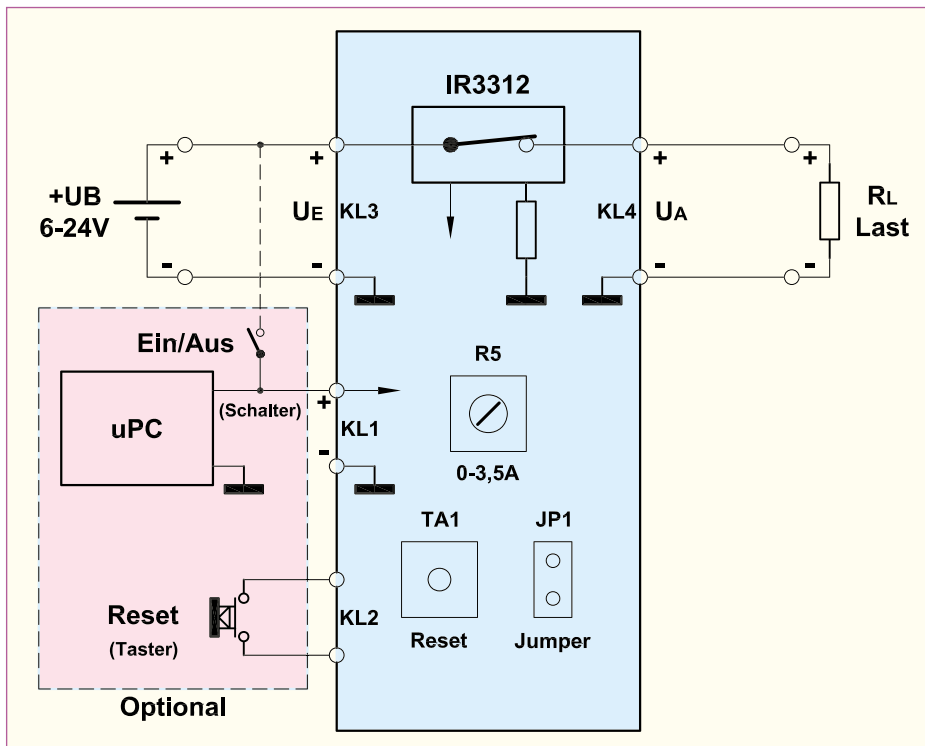 IR3312
+
+
+
+
+UB
6-24V
UE
KL3
KL4
UA
RL
Last
-
-
-
-
Ein/Aus
R5
uPC
(Schalter)
+
KL1
-
0-3,5A
TA1
JP1
Reset
(Taster)
KL2
Reset
Jumper
Optional